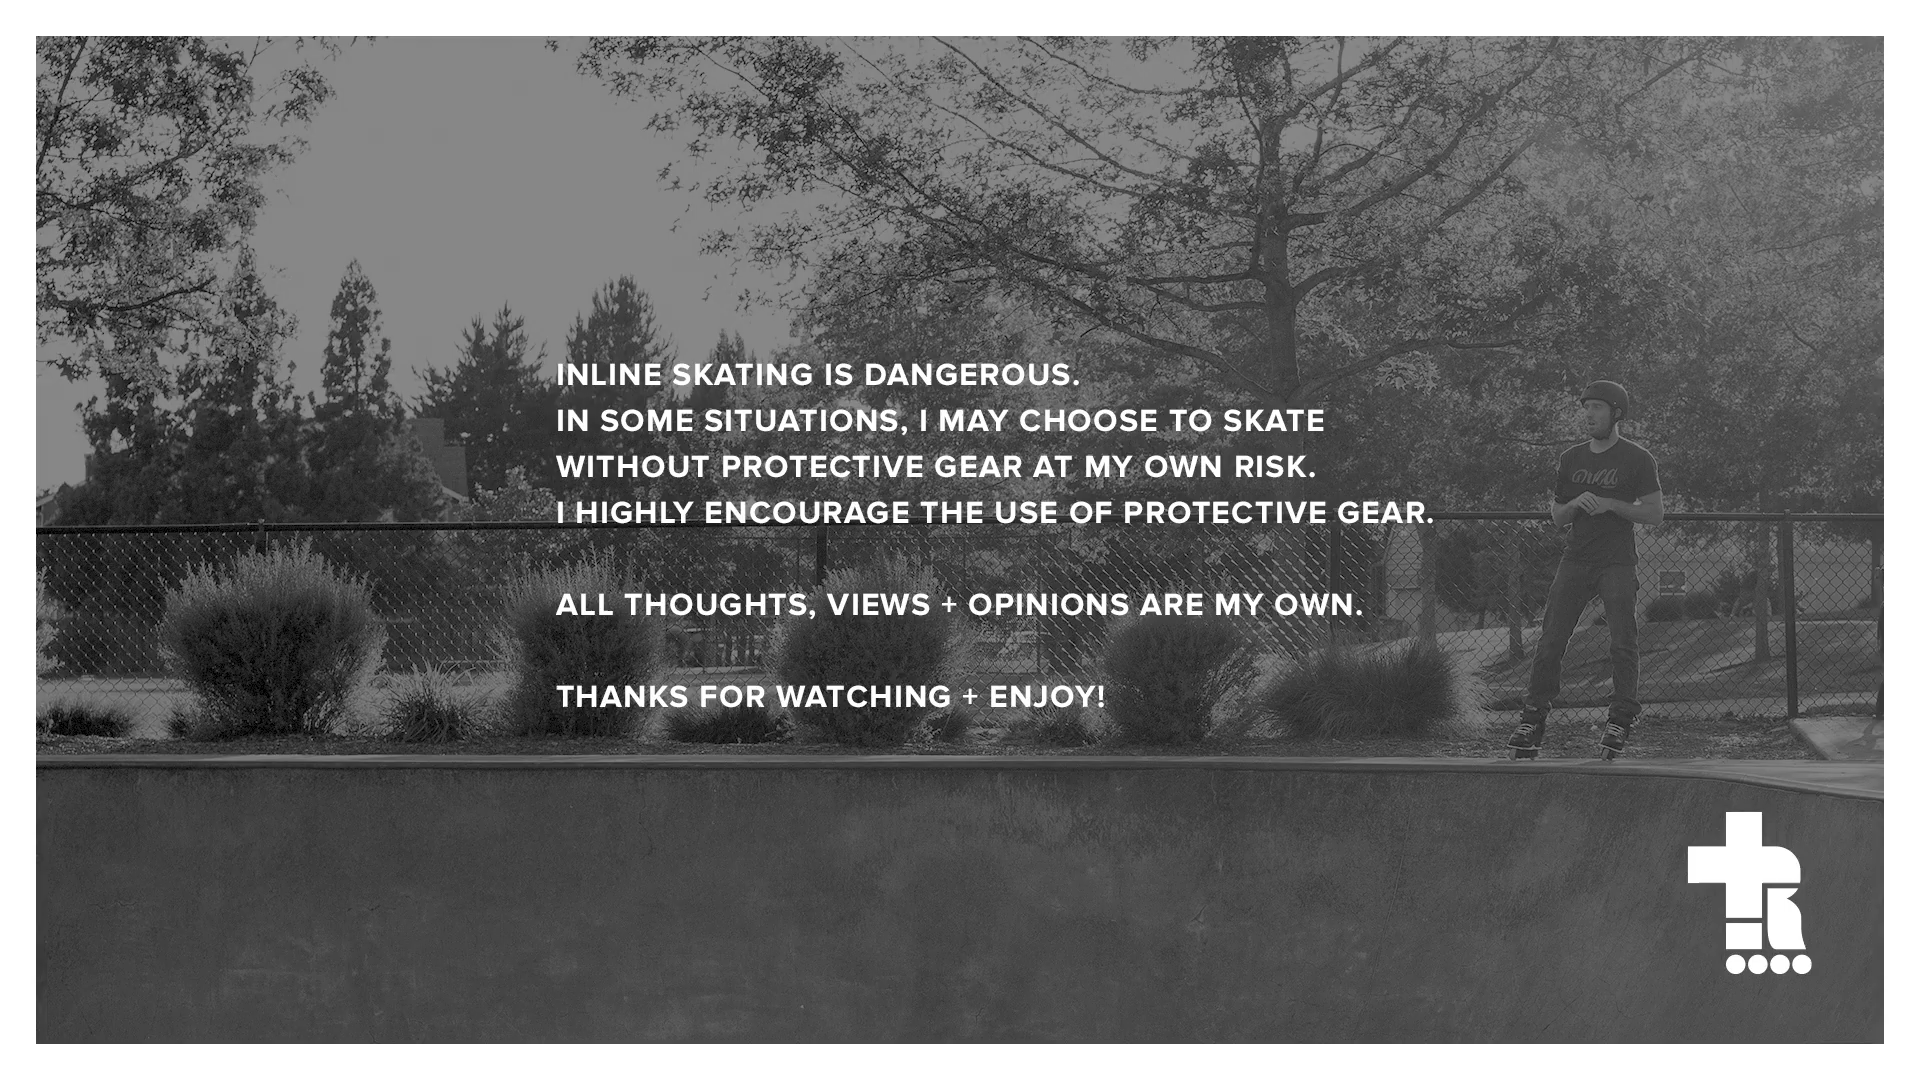 INLINE SKATING IS DANGEROUS.
IN SOME SITUATIONS, I MAY CHOOSE TO SKATE
WITHOUT PROTECTIVE GEAR AT MY OWN RISK.
I HIGHLY ENCOURAGE THE USE OF PROTECTIVE GEAR.
ALL THOUGHTS, VIEWS + OPINIONS ARE MY OWN.
THANKS FOR WATCHING + ENJOY!